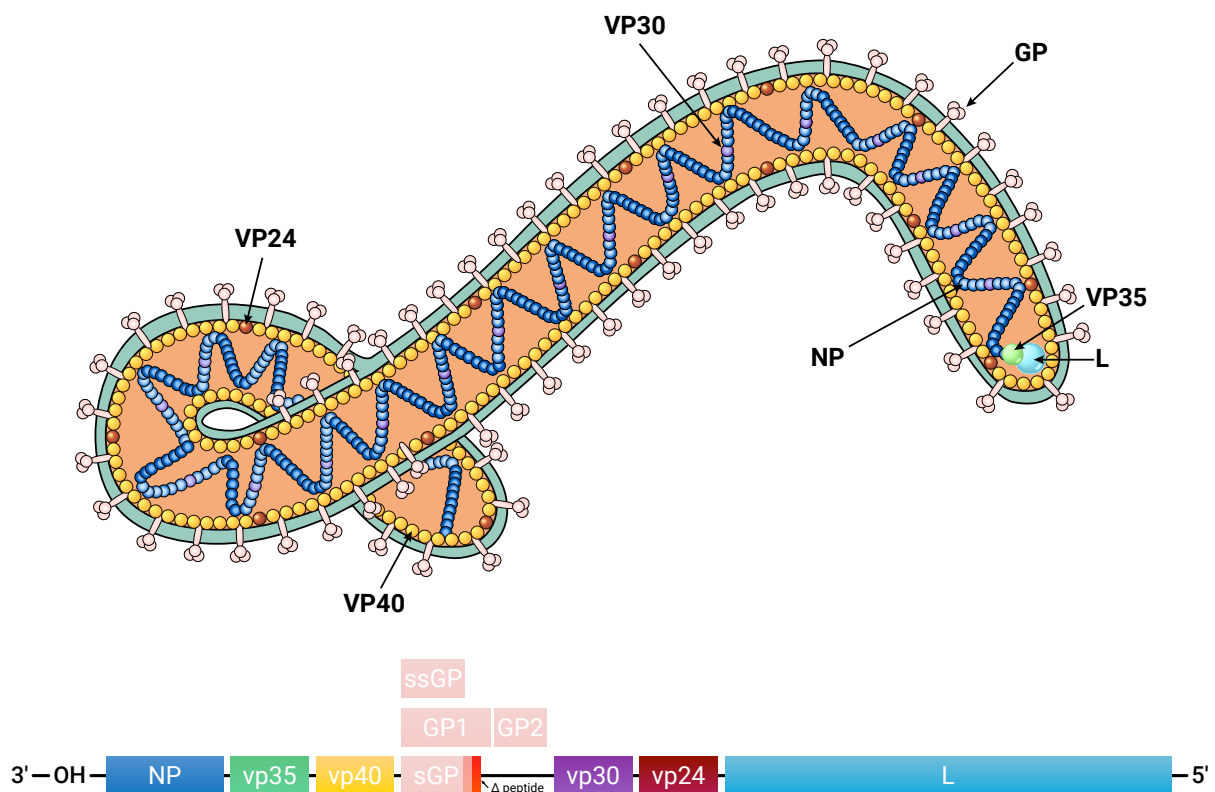 VP30
GP
VP24
VP35
NP
L
VP40
ssGP
GP1 GP2
3' OH NP vp35 vp40 sGP Δ peptide vp30 vp24 L 5'